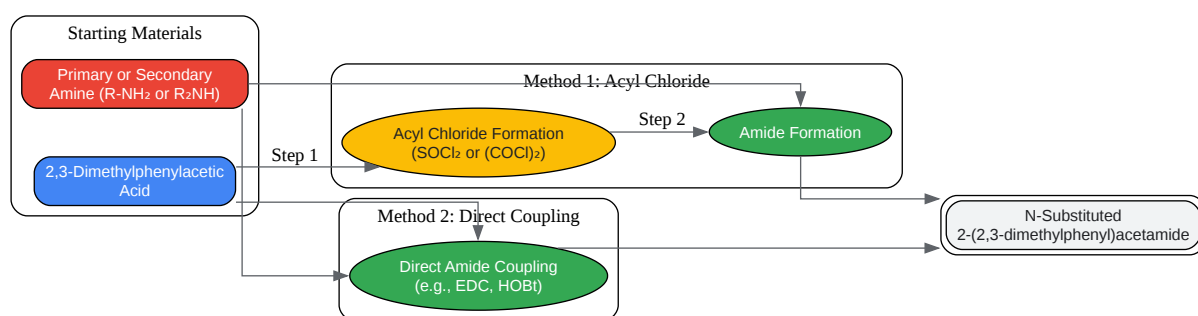 Starting Materials
Primary or Secondary
Amine (R-NH₂ or R₂NH)
2,3-Dimethylphenylacetic
Acid
Step 1
Method 1: Acyl Chloride
Acyl Chloride Formation
(SOCl₂ or (COCl)₂)
Step 2
Amide Formation
Method 2: Direct Coupling
Direct Amide Coupling
(e.g., EDC, HOBt)
N-Substituted
2-(2,3-dimethylphenyl)acetamide